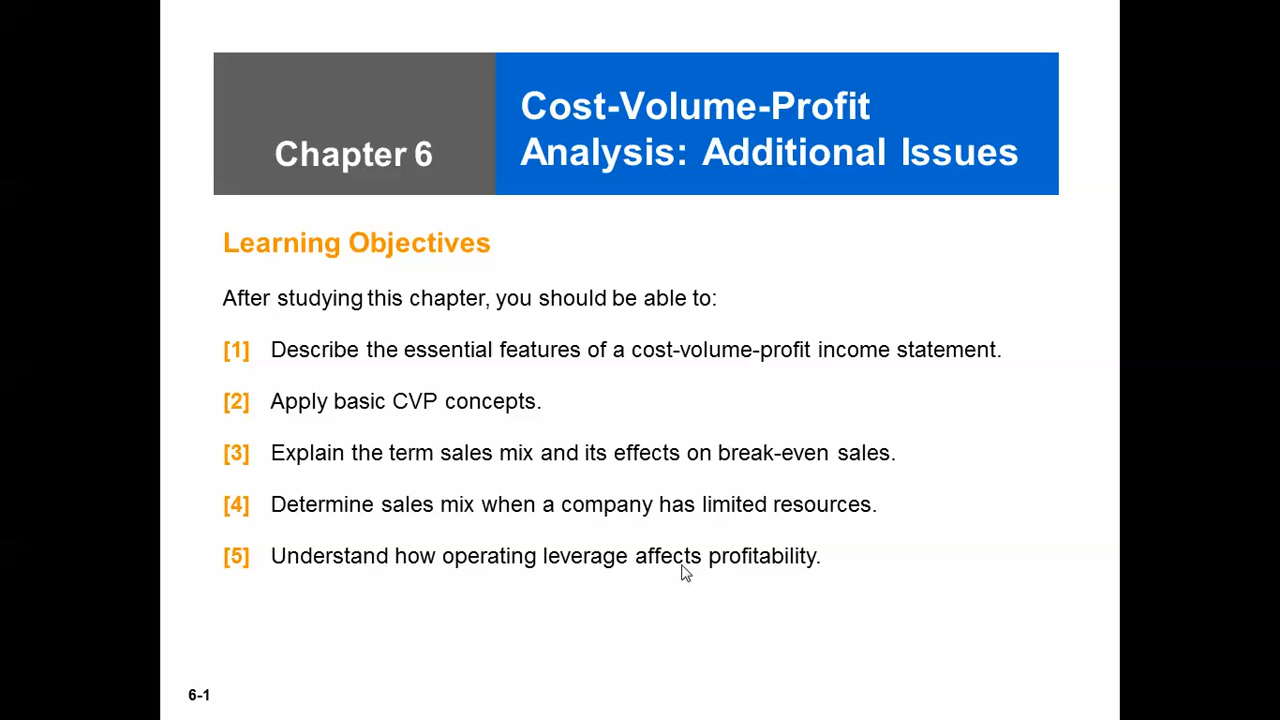 Chapter 6
Cost-Volume-Profit
Analysis: Additional Issues
Learning Objectives
After studying this chapter, you should be able to:
[1] Describe the essential features of a cost-volume-profit income statement.
[2] Apply basic CVP concepts.
[3] Explain the term sales mix and its effects on break-even sales.
[4] Determine sales mix when a company has limited resources.
[5] Understand how operating leverage affects profitability.
6-1